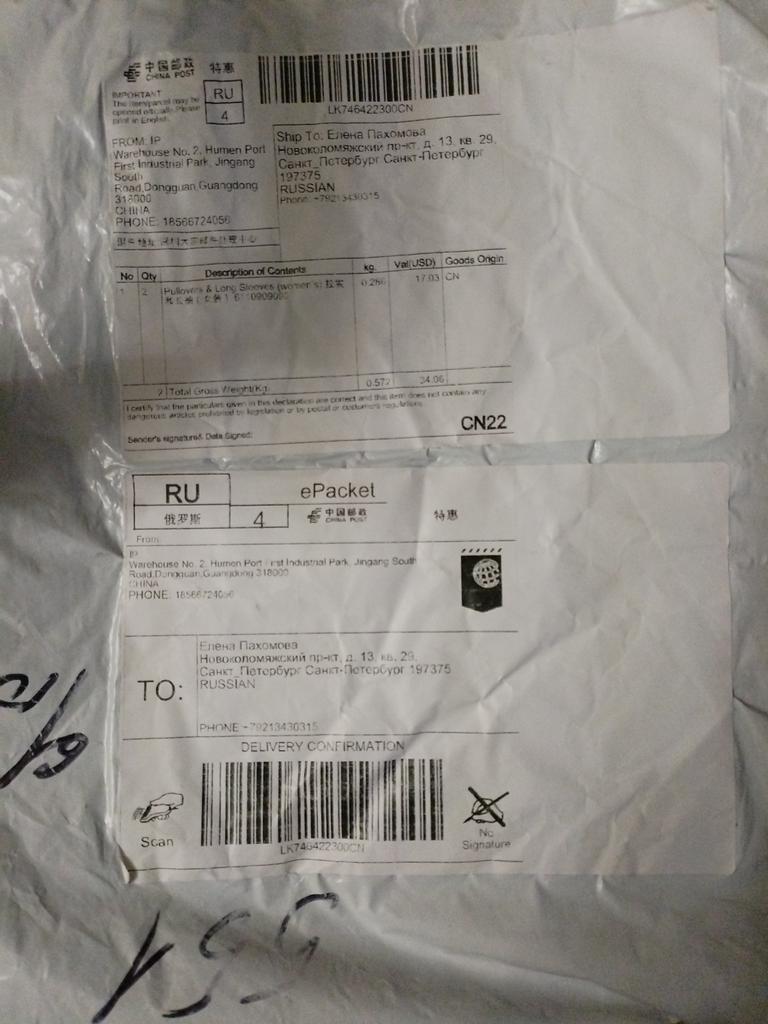 中国邮政 特惠
CHINA POST
IMPORTANT
The item/parcel may be
opened officially. Please
print in English.
RU
4
LK746422300CN
FROM: IP
Warehouse No. 2, Humen Port
First Industrial Park, Jingang
South
Road,Dongguan,Guangdong
318000
CHINA
PHONE: 18566724056
Ship To: Елена Пахомова
Новоколомяжский пр-кт, д. 13, кв. 29,
Санкт_Петербург Санкт-Петербург
197375
RUSSIAN
Phone: +79213430315
No Qty Description of Contents kg. Val(USD) Goods Origin
1 2 Pullovers & Long Sleeves (women's) 0.286 17.03 CN
2 Total Gross Weight(Kg. 0.572 34.06
I certify that the particulars given in this declaration are correct and this item does not contain any
dangerous articles prohibited by legislation or by postal or customers regulations.
Sender's signature& Data Signed: CN22
RU ePacket
俄罗斯 4 中国邮政 特惠
CHINA POST
From:
IP
Warehouse No. 2, Humen Port First Industrial Park, Jingang South
Road,Dongguan,Guangdong 318000
CHINA
PHONE: 18566724056
TO:
Елена Пахомова
Новоколомяжский пр-кт, д. 13, кв. 29,
Санкт_Петербург Санкт-Петербург 197375
RUSSIAN
PHONE:+79213430315
DELIVERY CONFIRMATION
Scan
LK746422300CN
No
Signature